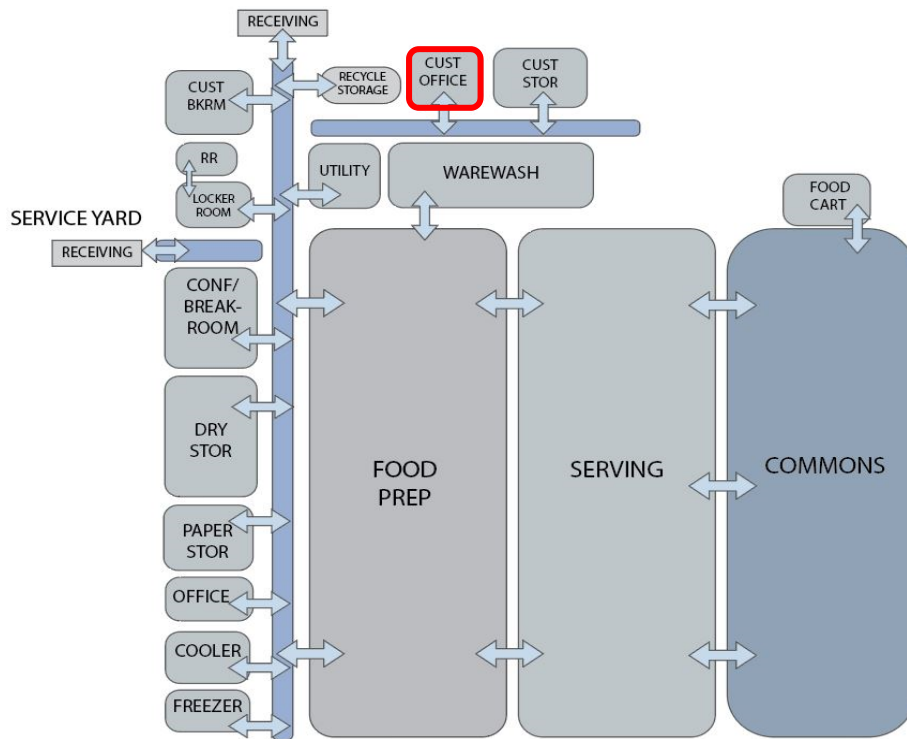 RECEIVING
CUST
BKRM
RECYCLE
STORAGE
CUST
OFFICE
CUST
STOR
RR
LOCKER
ROOM
UTILITY
WAREWASH
FOOD
CART
SERVICE YARD
RECEIVING
CONF/
BREAK-
ROOM
DRY
STOR
FOOD
PREP
SERVING
COMMONS
PAPER
STOR
OFFICE
COOLER
FREEZER